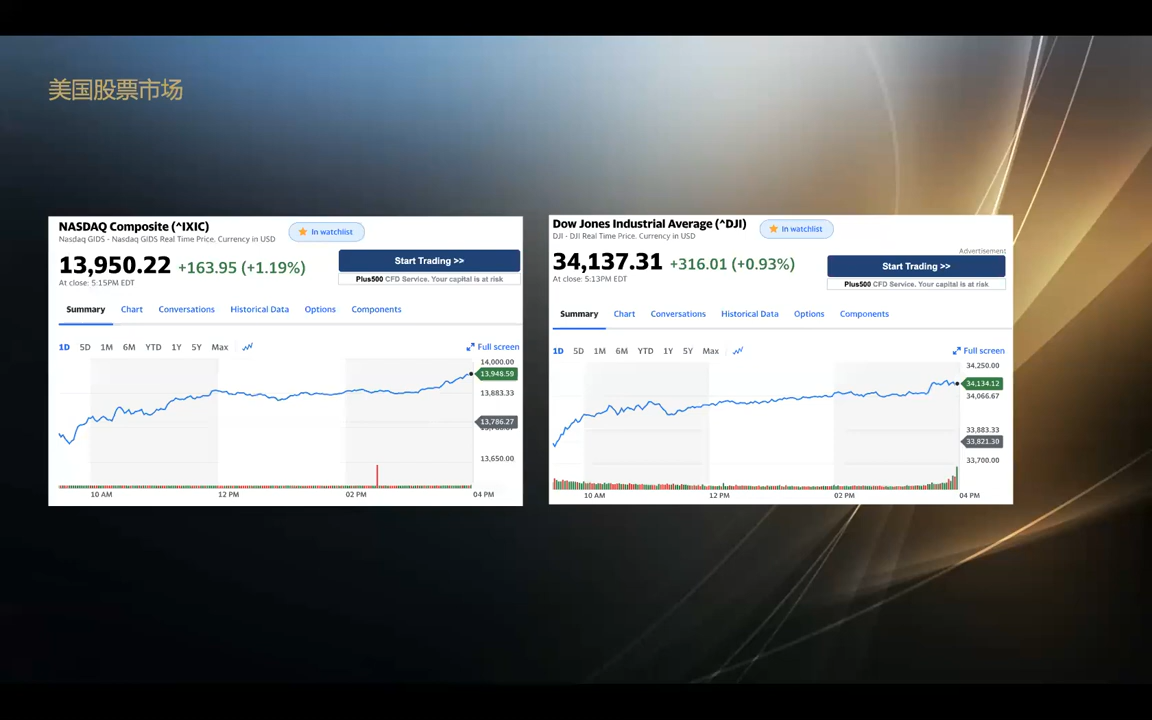 美国股票市场
NASDAQ Composite (^IXIC)
Nasdaq GIDS - Nasdaq GIDS Real Time Price. Currency in USD
In watchlist
13,950.22 +163.95 (+1.19%)
At close: 5:15PM EDT
Start Trading >>
Plus500 CFD Service. Your capital is at risk
Summary Chart Conversations Historical Data Options Components
1D 5D 1M 6M YTD 1Y 5Y Max
Full screen
14,000.00
13,948.59
13,883.33
13,786.27
13,650.00
10 AM 12 PM 02 PM 04 PM
Dow Jones Industrial Average (^DJI)
DJI - DJI Real Time Price. Currency in USD
In watchlist
34,137.31 +316.01 (+0.93%)
At close: 5:13PM EDT
Advertisement
Start Trading >>
Plus500 CFD Service. Your capital is at risk
Summary Chart Conversations Historical Data Options Components
1D 5D 1M 6M YTD 1Y 5Y Max
Full screen
34,250.00
34,134.12
34,066.67
33,883.33
33,821.30
33,700.00
10 AM 12 PM 02 PM 04 PM